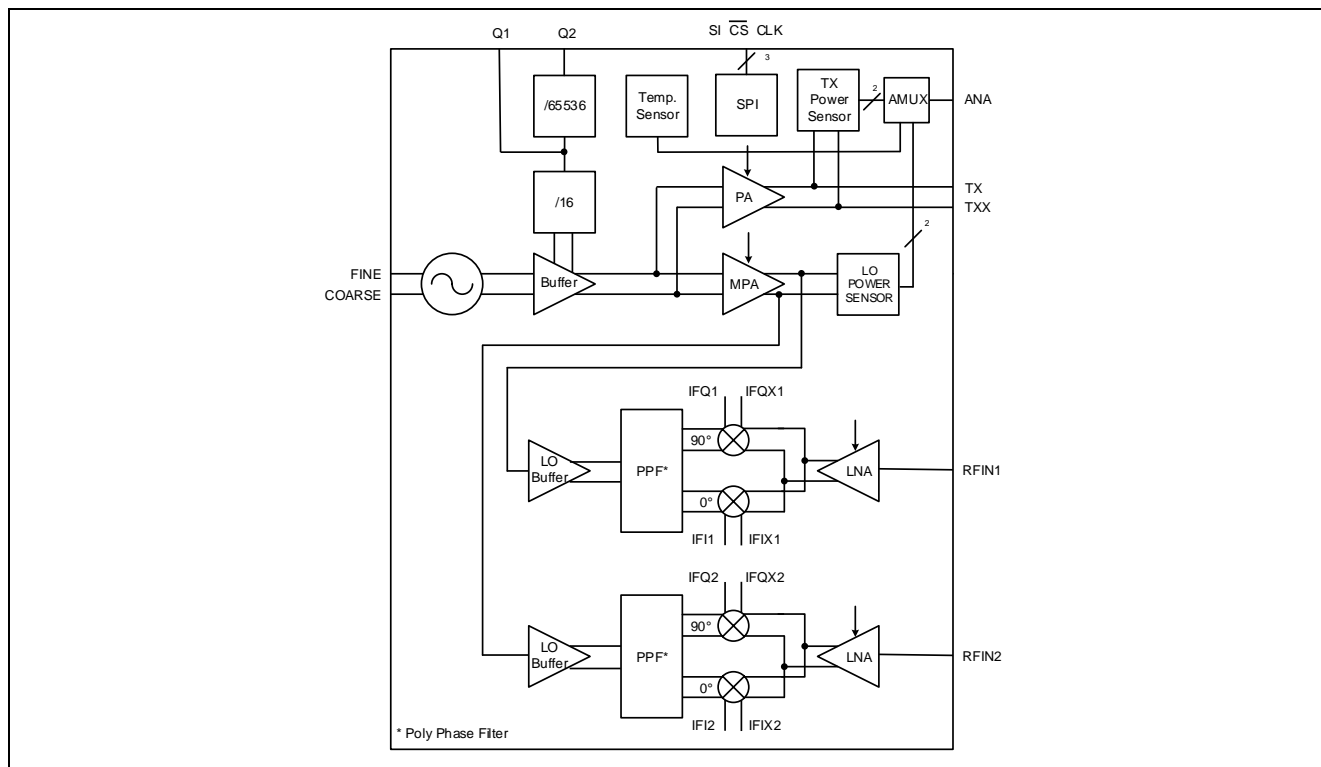 Q1 Q2 SI CS CLK
3
/65536
Temp.
Sensor
SPI
TX
Power
Sensor
2
AMUX
ANA
/16
PA
TX
TXX
2
FINE
COARSE
Buffer
MPA
LO
POWER
SENSOR
IFQ1 IFQX1
LO
Buffer
PPF*
90°
0°
LNA
RFIN1
IFI1 IFIX1
IFQ2 IFQX2
LO
Buffer
PPF*
90°
0°
LNA
RFIN2
IFI2 IFIX2
* Poly Phase Filter